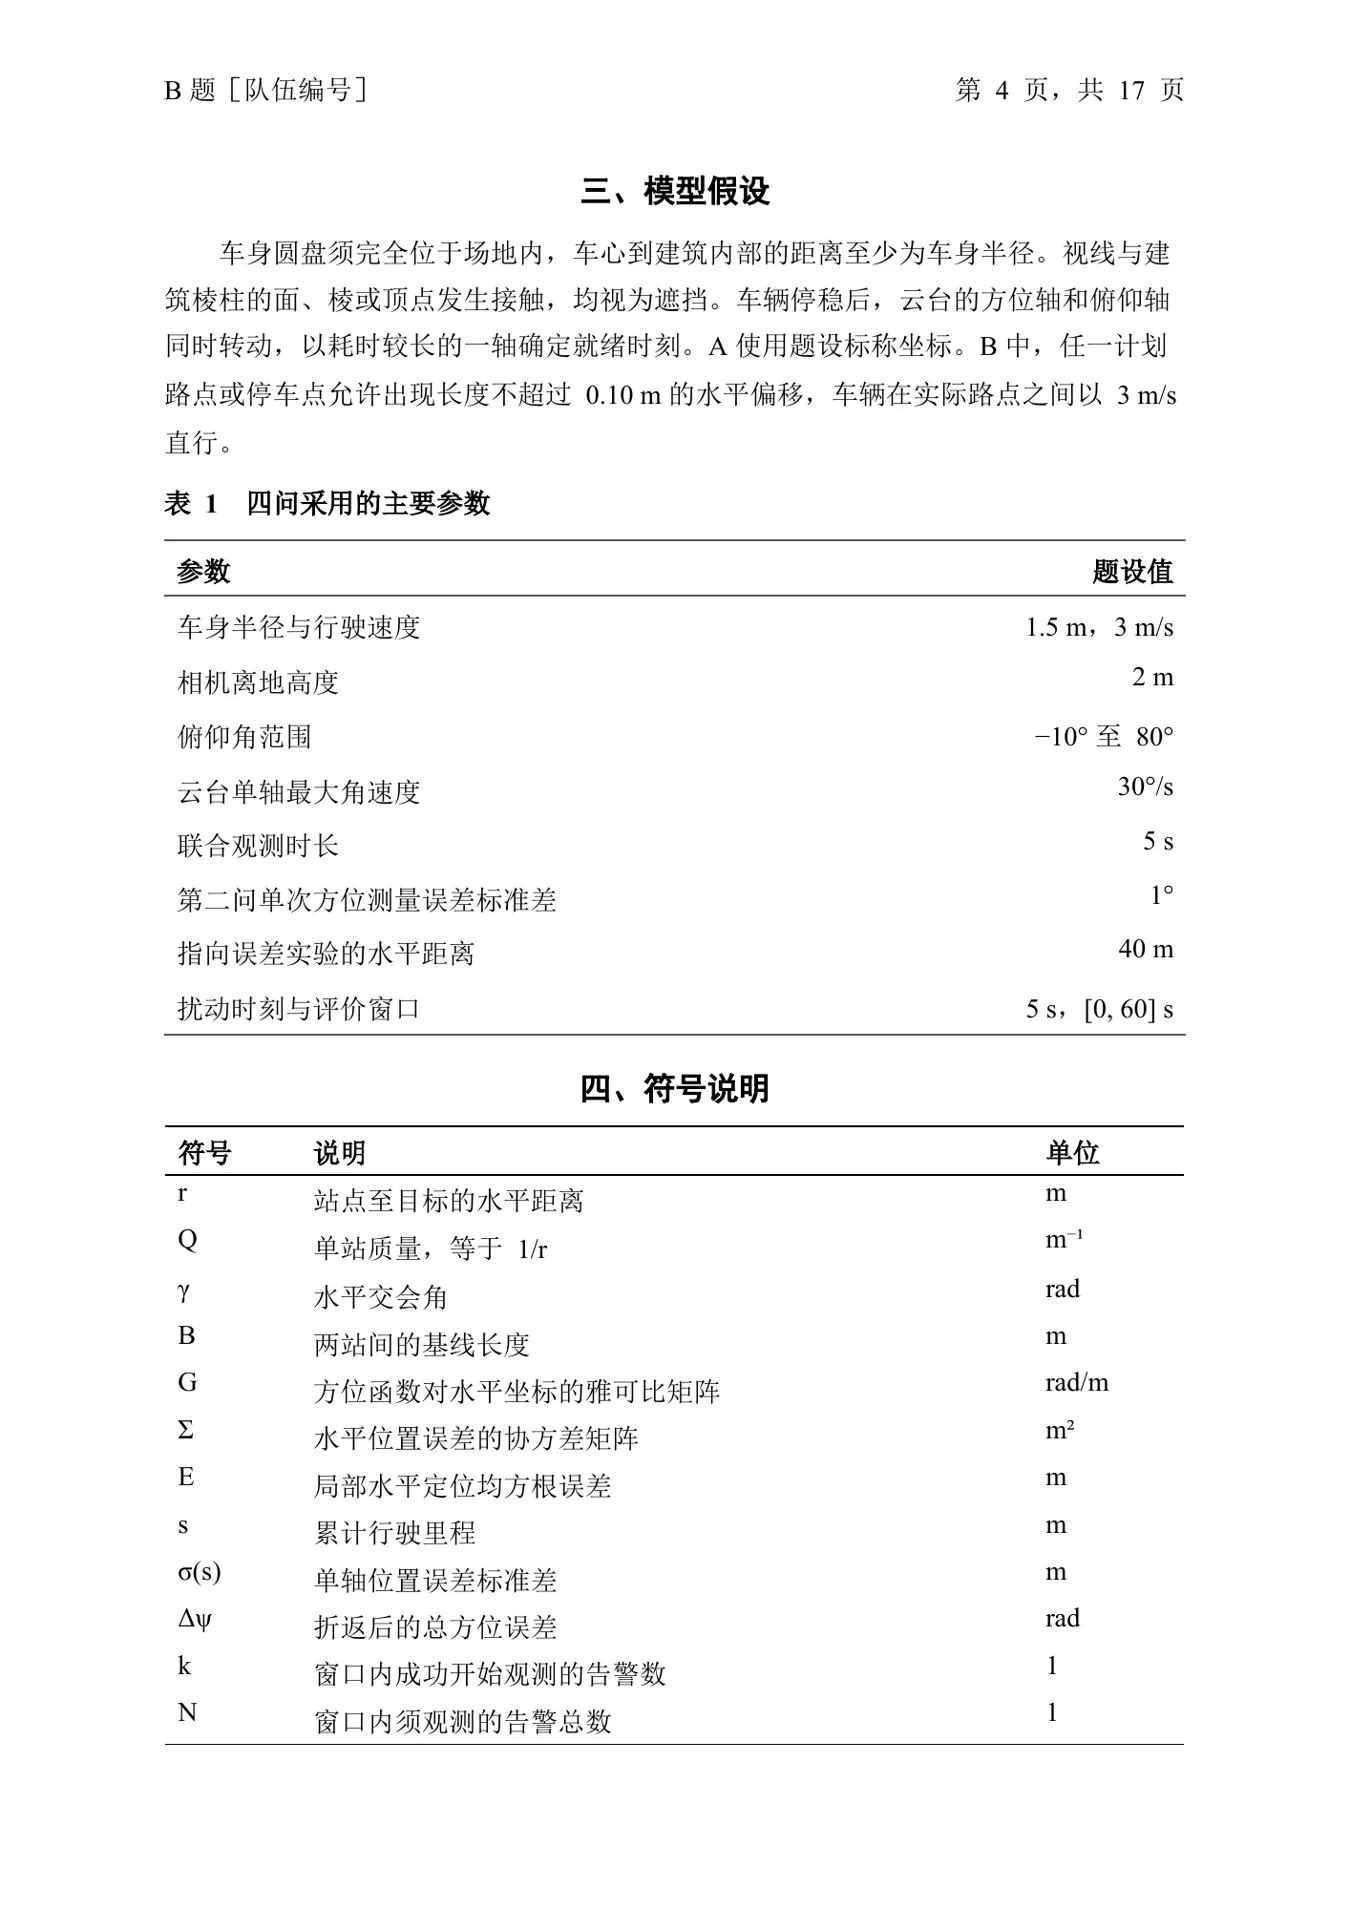 B 题［队伍编号］ 第 4 页，共 17 页
三、模型假设
车身圆盘须完全位于场地内，车心到建筑内部的距离至少为车身半径。视线与建
筑棱柱的面、棱或顶点发生接触，均视为遮挡。车辆停稳后，云台的方位轴和俯仰轴
同时转动，以耗时较长的一轴确定就绪时刻。A 使用题设标称坐标。B 中，任一计划
路点或停车点允许出现长度不超过 0.10 m 的水平偏移，车辆在实际路点之间以 3 m/s
直行。
表 1 四问采用的主要参数
参数 题设值
车身半径与行驶速度 1.5 m，3 m/s
相机离地高度 2 m
俯仰角范围 −10° 至 80°
云台单轴最大角速度 30°/s
联合观测时长 5 s
第二问单次方位测量误差标准差 1°
指向误差实验的水平距离 40 m
扰动时刻与评价窗口 5 s，[0, 60] s
四、符号说明
符号 说明 单位
r 站点至目标的水平距离 m
Q 单站质量，等于 1/r m⁻¹
γ 水平交会角 rad
B 两站间的基线长度 m
G 方位函数对水平坐标的雅可比矩阵 rad/m
Σ 水平位置误差的协方差矩阵 m²
E 局部水平定位均方根误差 m
s 累计行驶里程 m
σ(s) 单轴位置误差标准差 m
Δψ 折返后的总方位误差 rad
k 窗口内成功开始观测的告警数 1
N 窗口内须观测的告警总数 1